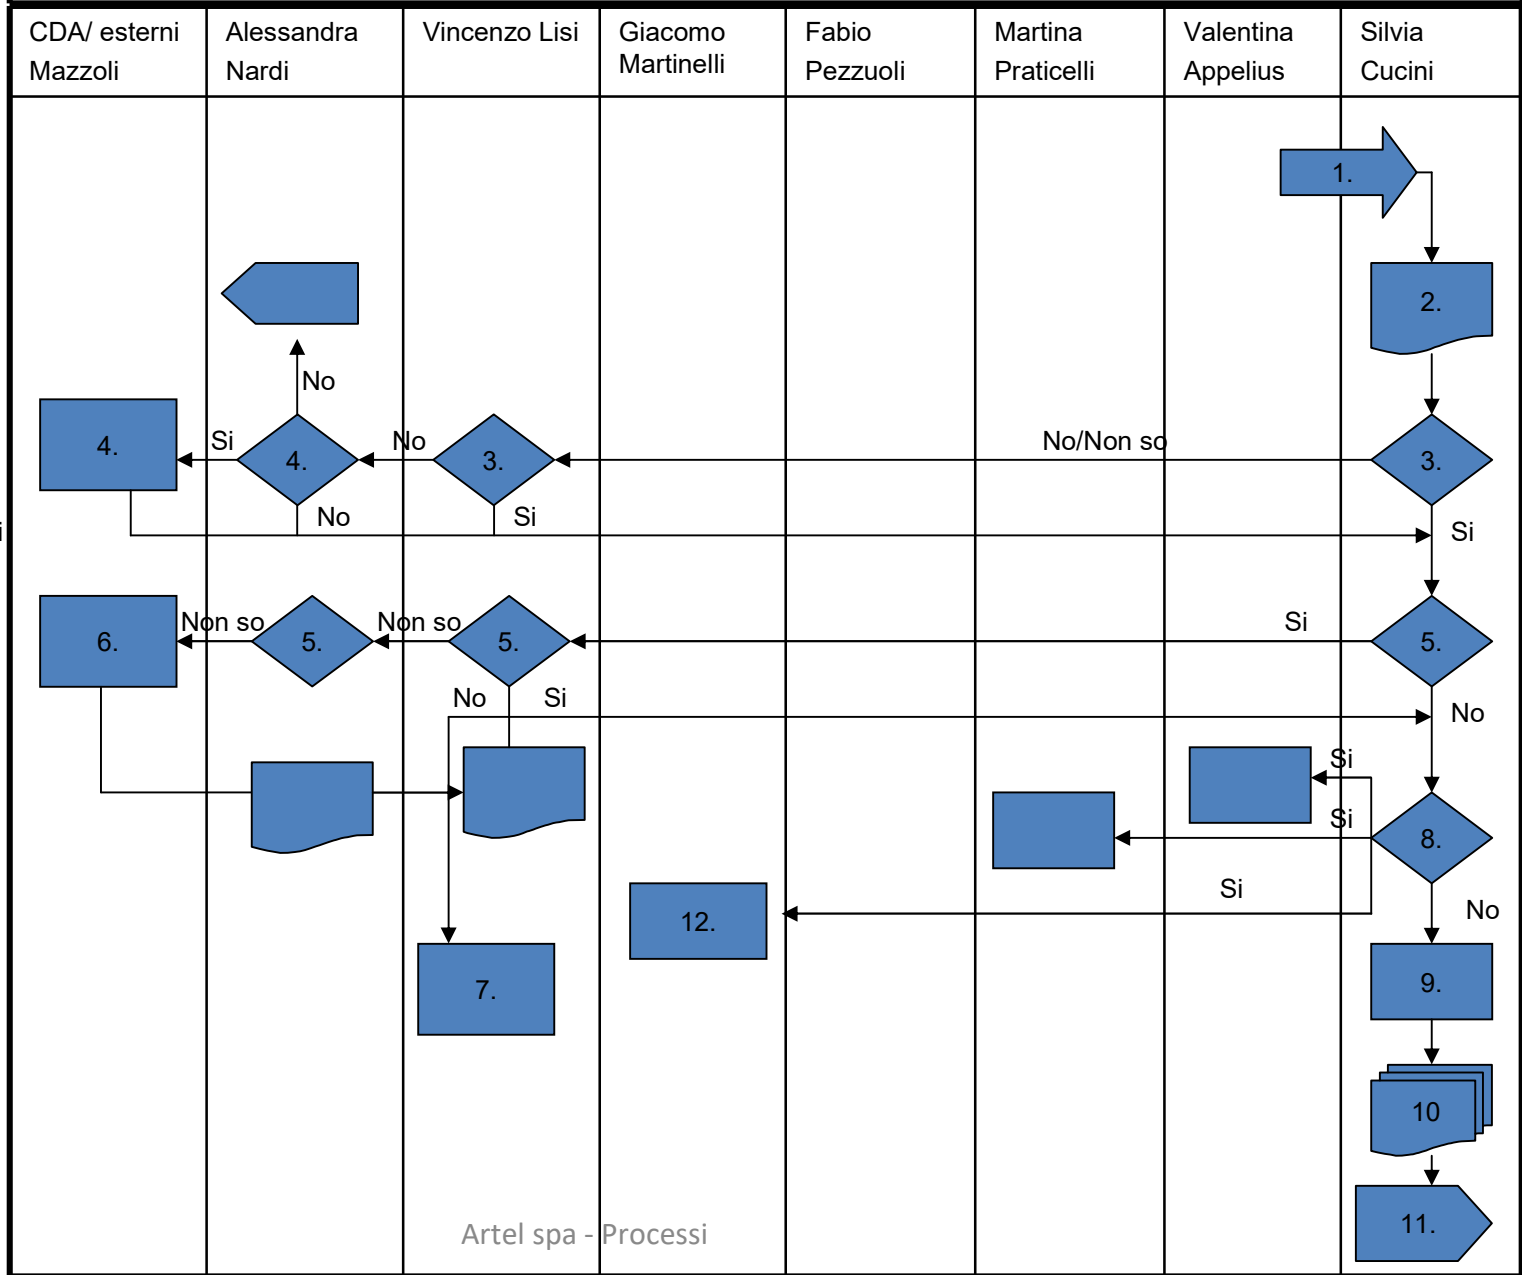 CDA/ esterni
Mazzoli
Alessandra
Nardi
Vincenzo Lisi
Giacomo
Martinelli
Fabio
Pezzuoli
Martina
Praticelli
Valentina
Appelius
Silvia
Cucini
1.
2.
No
4.
Si
4.
No
3.
No/Non so
3.
No
Si
i
Si
6.
Non so
5.
Non so
5.
Si
5.
No
Si
No
Si
Si
8.
Si
No
12.
7.
9.
10
11.
Artel spa - Processi